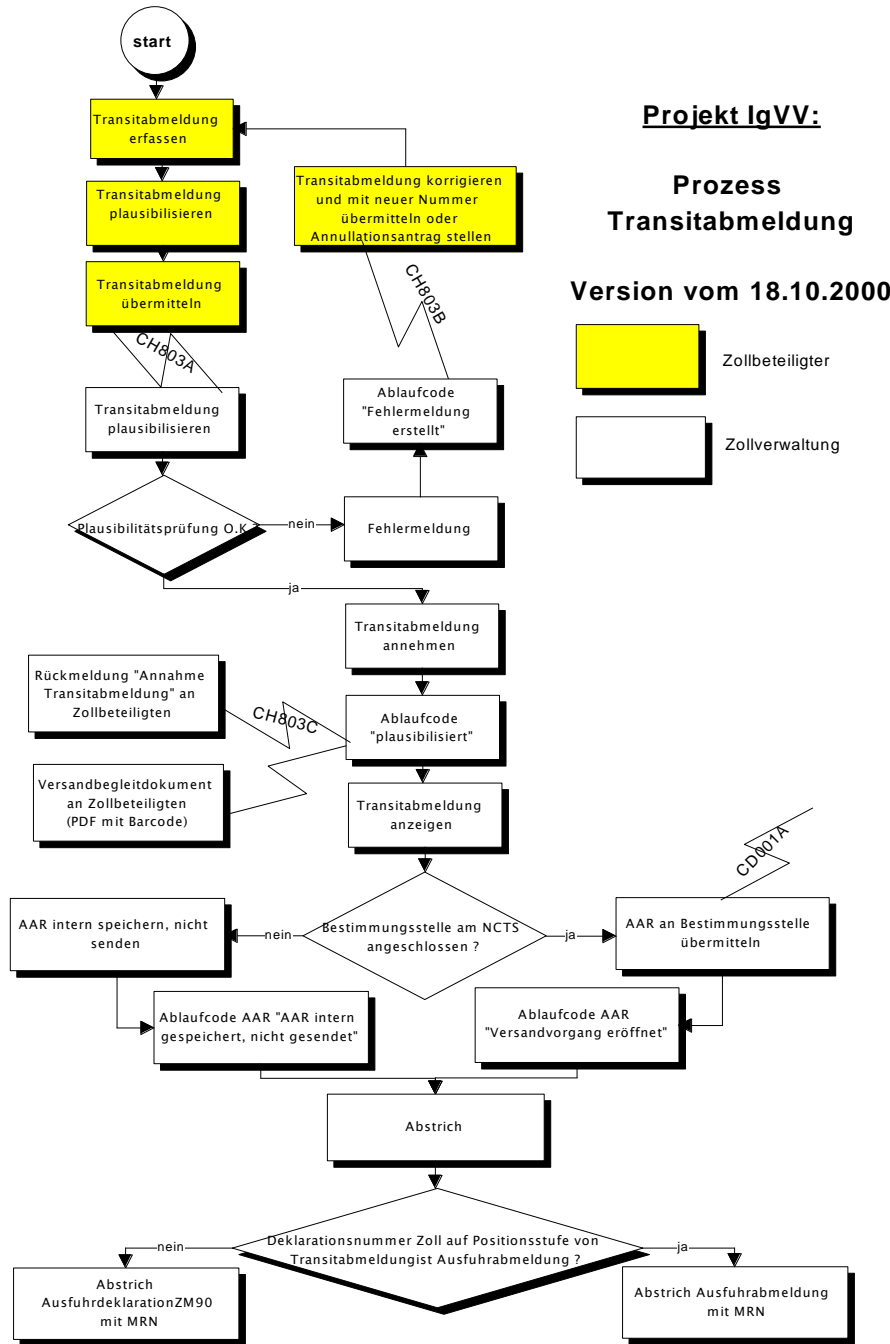 start
Projekt IgVV:
Prozess
Transitabmeldung
Version vom 18.10.2000
Zollbeteiligter
Zollverwaltung
Transitabmeldung
erfassen
Transitabmeldung
plausibilisieren
Transitabmeldung
übermitteln
Transitabmeldung korrigieren
und mit neuer Nummer
übermitteln oder
Annullationsantrag stellen
CH803A
CH803B
Transitabmeldung
plausibilisieren
Ablaufcode
"Fehlermeldung
erstellt"
Plausibilitätsprüfung O.K
nein
Fehlermeldung
ja
Transitabmeldung
annehmen
Rückmeldung "Annahme
Transitabmeldung" an
Zollbeteiligten
CH803C
Ablaufcode
"plausibilisiert"
Versandbegleitdokument
an Zollbeteiligten
(PDF mit Barcode)
Transitabmeldung
anzeigen
CD001A
AAR intern speichern, nicht
senden
nein
Bestimmungsstelle am NCTS
angeschlossen ?
ja
AAR an Bestimmungsstelle
übermitteln
Ablaufcode AAR "AAR intern
gespeichert, nicht gesendet"
Ablaufcode AAR
"Versandvorgang eröffnet"
Abstrich
Deklarationsnummer Zoll auf Positionsstufe von
Transitabmeldungist Ausfuhrabmeldung ?
nein
ja
Abstrich
AusfuhrdeklarationZM90
mit MRN
Abstrich Ausfuhrabmeldung
mit MRN